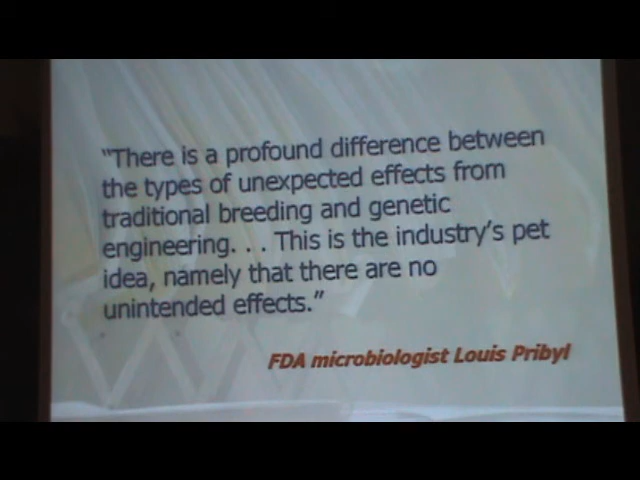 "There is a profound difference between
the types of unexpected effects from
traditional breeding and genetic
engineering. . . This is the industry's pet
idea, namely that there are no
unintended effects."
FDA microbiologist Louis Pribyl